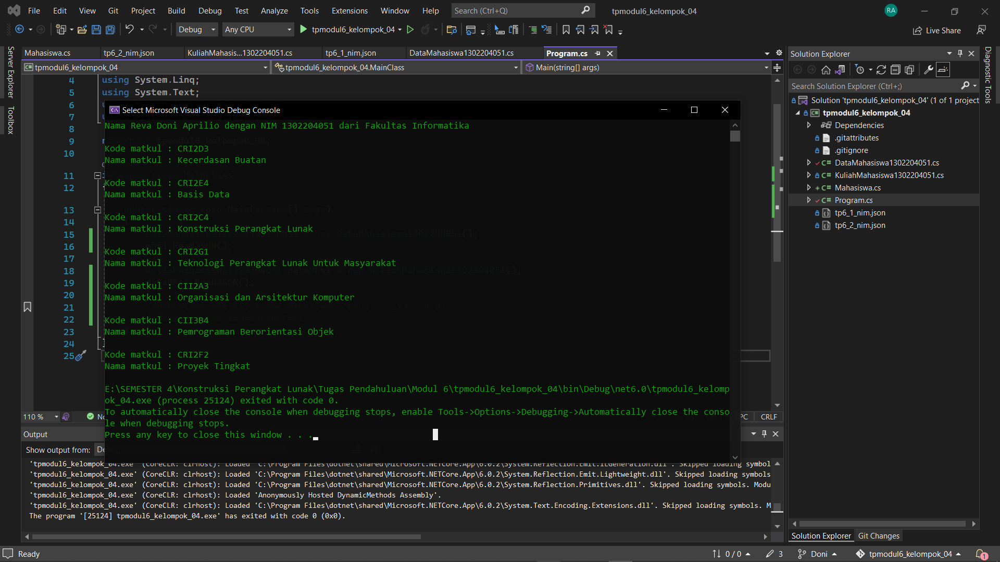 File Edit View Git Project Build Debug Test Analyze Tools Extensions Window Help Search (Ctrl+Q) tpmodul6_kelompok_04 RA
Debug Any CPU tpmodul6_kelompok_04 Live Share
Server Explorer
Toolbox
Mahasiswa.cs tp6_2_nim.json KuliahMahasis...1302204051.cs tp6_1_nim.json DataMahasiswa1302204051.cs Program.cs
tpmodul6_kelompok_04 tpmodul6_kelompok_04.MainClass Main(string[] args)
4 using System.Linq;
5 using System.Text;
6
7
8
9
10
11
12
13
14
15
16
17
18
19
20
21
22
23
24
25
Select Microsoft Visual Studio Debug Console
Nama Reva Doni Aprilio dengan NIM 1302204051 dari Fakultas Informatika
Kode matkul : CRI2D3
Nama matkul : Kecerdasan Buatan
Kode matkul : CRI2E4
Nama matkul : Basis Data
Kode matkul : CRI2C4
Nama matkul : Konstruksi Perangkat Lunak
Kode matkul : CRI2G1
Nama matkul : Teknologi Perangkat Lunak Untuk Masyarakat
Kode matkul : CII2A3
Nama matkul : Organisasi dan Arsitektur Komputer
Kode matkul : CII3B4
Nama matkul : Pemrograman Berorientasi Objek
Kode matkul : CRI2F2
Nama matkul : Proyek Tingkat
E:\SEMESTER 4\Konstruksi Perangkat Lunak\Tugas Pendahuluan\Modul 6\tpmodul6_kelompok_04\bin\Debug\net6.0\tpmodul6_kelomp
ok_04.exe (process 25124) exited with code 0.
To automatically close the console when debugging stops, enable Tools->Options->Debugging->Automatically close the conso
le when debugging stops.
Press any key to close this window . . .
110 % CRLF
Output
Show output from:
'tpmodul6_kelompok_04.exe' (CoreCLR: clrhost): Loaded 'C:\Program Files\dotnet\shared\Microsoft.NETCore.App\6.0.2\System.Reflection.Emit.ILGeneration.dll'. Skipped loading symbol
'tpmodul6_kelompok_04.exe' (CoreCLR: clrhost): Loaded 'C:\Program Files\dotnet\shared\Microsoft.NETCore.App\6.0.2\System.Reflection.Emit.Lightweight.dll'. Skipped loading symbols
'tpmodul6_kelompok_04.exe' (CoreCLR: clrhost): Loaded 'C:\Program Files\dotnet\shared\Microsoft.NETCore.App\6.0.2\System.Reflection.Primitives.dll'. Skipped loading symbols. Modu
'tpmodul6_kelompok_04.exe' (CoreCLR: clrhost): Loaded 'Anonymously Hosted DynamicMethods Assembly'.
'tpmodul6_kelompok_04.exe' (CoreCLR: clrhost): Loaded 'C:\Program Files\dotnet\shared\Microsoft.NETCore.App\6.0.2\System.Text.Encoding.Extensions.dll'. Skipped loading symbols. M
The program '[25124] tpmodul6_kelompok_04.exe' has exited with code 0 (0x0).
Solution Explorer
Search Solution Explorer (Ctrl+;)
Solution 'tpmodul6_kelompok_04' (1 of 1 project
tpmodul6_kelompok_04
Dependencies
.gitattributes
.gitignore
DataMahasiswa1302204051.cs
KuliahMahasiswa1302204051.cs
Mahasiswa.cs
Program.cs
tp6_1_nim.json
tp6_2_nim.json
Solution Explorer Git Changes
Diagnostic Tools
Ready 0 / 0 3 Doni tpmodul6_kelompok_04 1